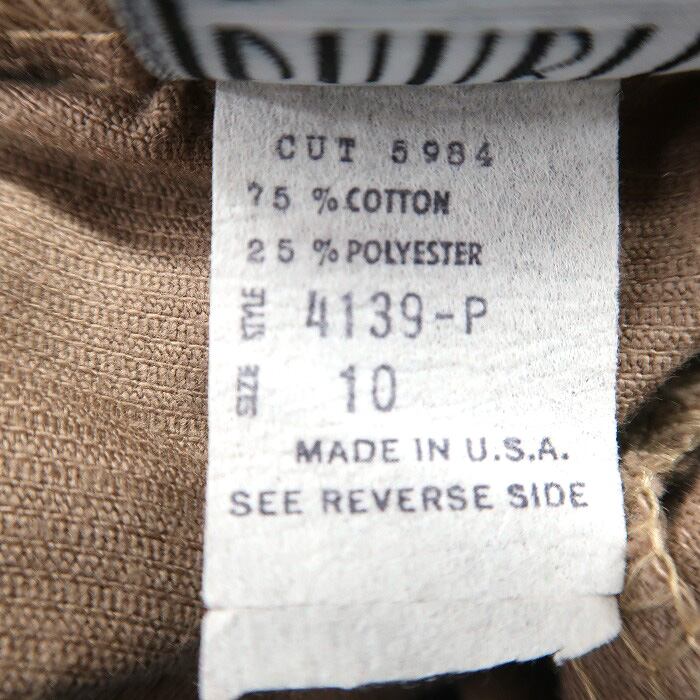 CUT 5984
75 % COTTON
25 % POLYESTER
STYLE 4139-P
SIZE 10
MADE IN U.S.A.
SEE REVERSE SIDE